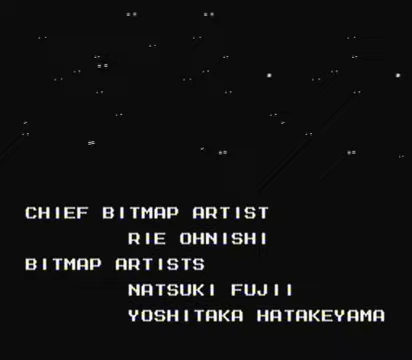 CHIEF BITMAP ARTIST
RIE OHNISHI
BITMAP ARTISTS
NATSUKI FUJII
YOSHITAKA HATAKEYAMA